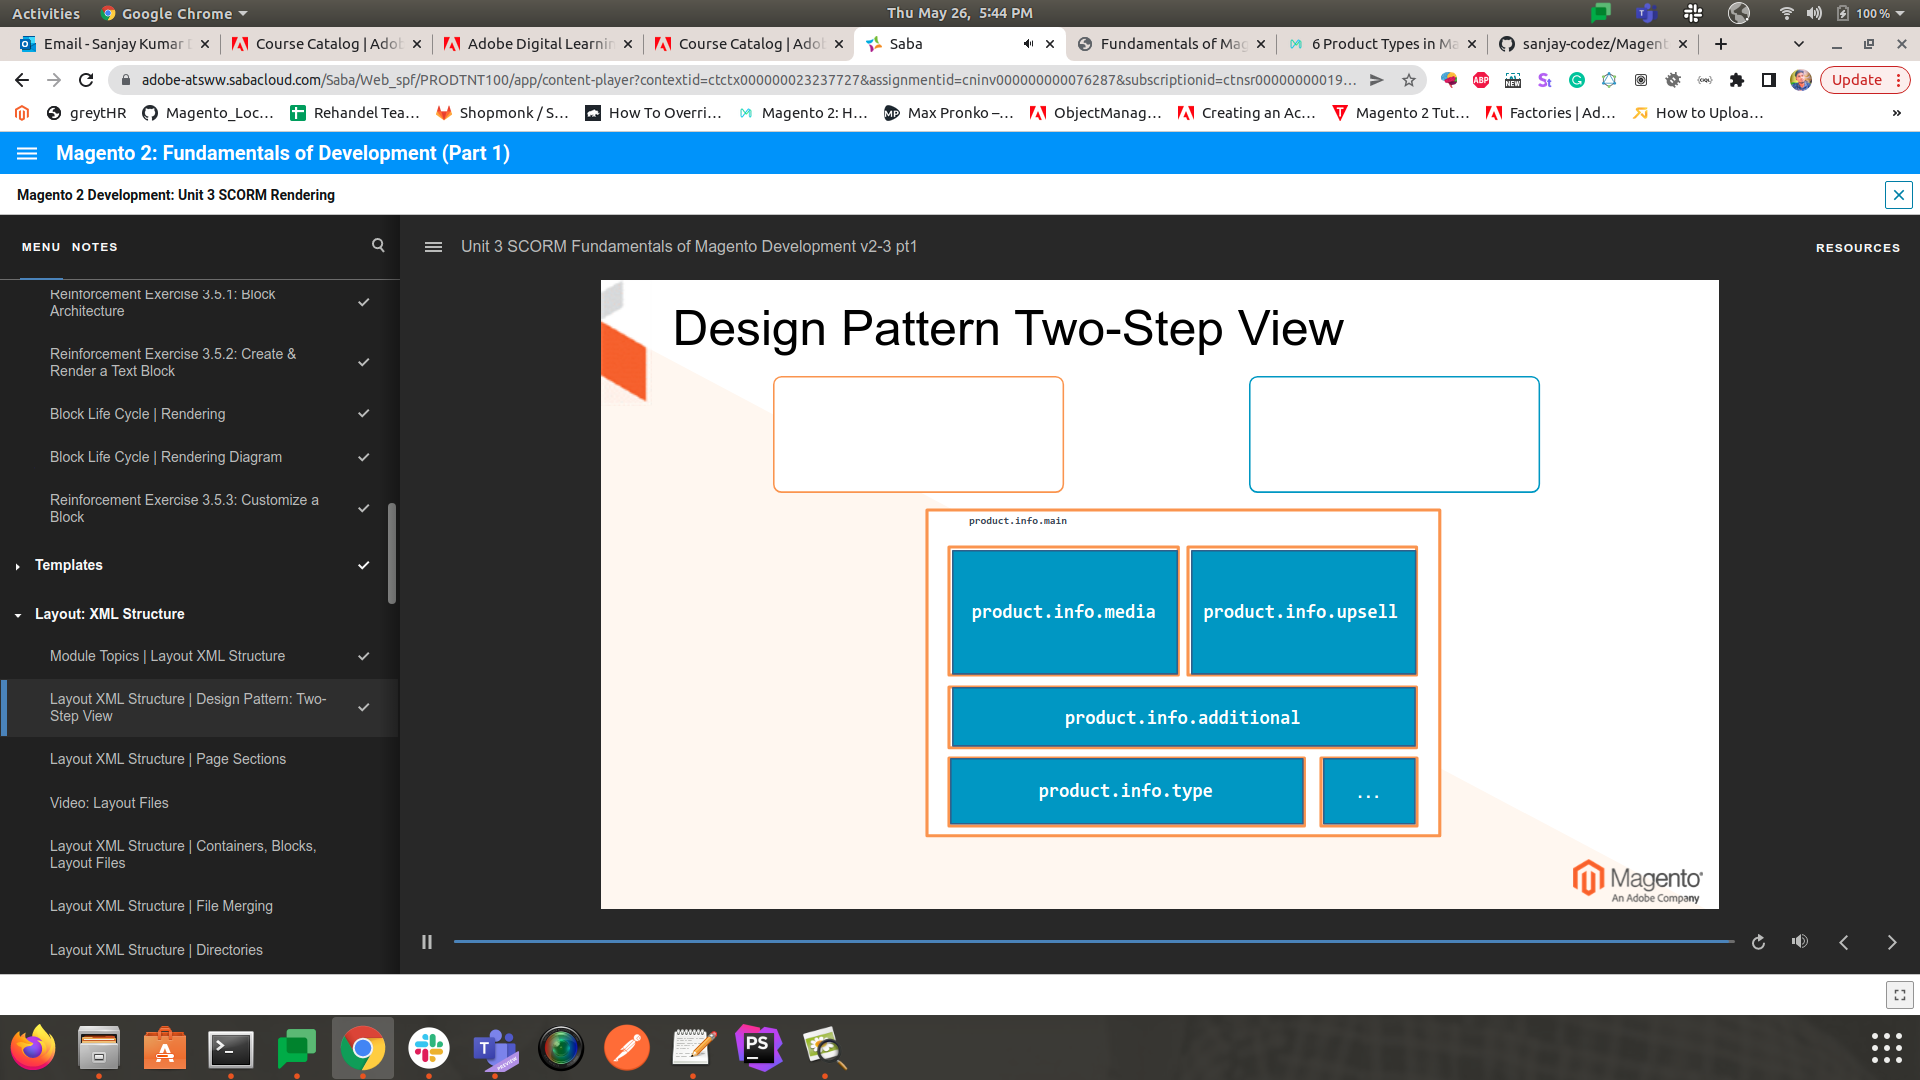 Activities Google Chrome Thu May 26, 5:44 PM 100 %
Email - Sanjay Kumar Course Catalog | Adob Adobe Digital Learnin Course Catalog | Adob Saba Fundamentals of Mag 6 Product Types in Ma sanjay-codez/Magent
adobe-atsww.sabacloud.com/Saba/Web_spf/PRODTNT100/app/content-player?contextid=ctctx000000023237727&assignmentid=cninv000000000076287&subscriptionid=ctnsr00000000019... Update
greytHR Magento_Loc... Rehandel Tea... Shopmonk / S... How To Overri... Magento 2: H... Max Pronko –... ObjectManag... Creating an Ac... Magento 2 Tut... Factories | Ad... How to Uploa... »
Magento 2: Fundamentals of Development (Part 1)
Magento 2 Development: Unit 3 SCORM Rendering
MENU NOTES
Unit 3 SCORM Fundamentals of Magento Development v2-3 pt1
RESOURCES
Reinforcement Exercise 3.5.1: Block
Architecture
Reinforcement Exercise 3.5.2: Create &
Render a Text Block
Block Life Cycle | Rendering
Block Life Cycle | Rendering Diagram
Reinforcement Exercise 3.5.3: Customize a
Block
Templates
Layout: XML Structure
Module Topics | Layout XML Structure
Layout XML Structure | Design Pattern: Two-
Step View
Layout XML Structure | Page Sections
Video: Layout Files
Layout XML Structure | Containers, Blocks,
Layout Files
Layout XML Structure | File Merging
Layout XML Structure | Directories
Design Pattern Two-Step View
product.info.main
product.info.media product.info.upsell
product.info.additional
product.info.type ...
Magento
An Adobe Company